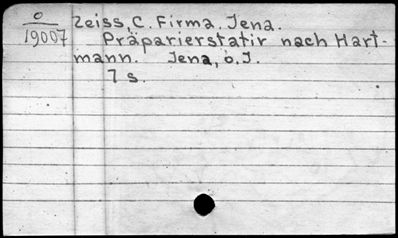 o
19007
Zeiss, C. Firma. Jena.
Präparierstativ nach Hart-
mann. Jena, o.J.
7 s.